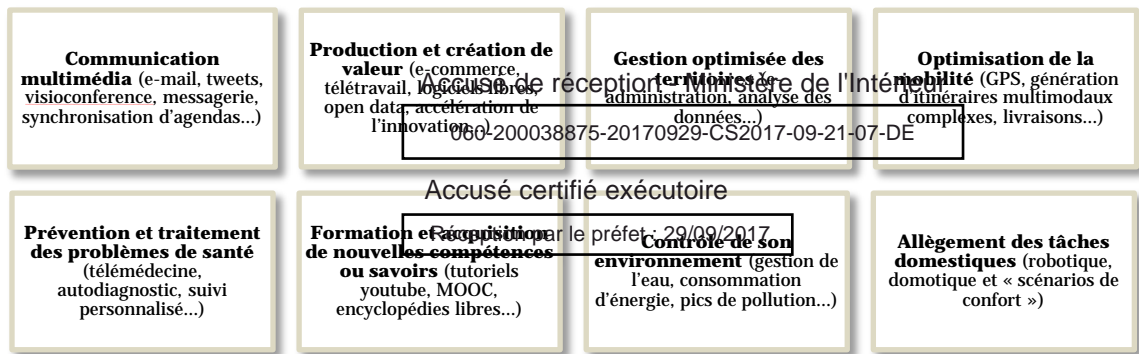 Communication
multimédia (e-mail, tweets,
visioconference, messagerie,
synchronisation d'agendas...)
Production et création de
valeur (e-commerce,
télétravail, logiciels libres,
open data, accélération de
l'innovation...)
Gestion optimisée des
territoires (e-
administration, analyse des
données...)
Optimisation de la
mobilité (GPS, génération
d'itinéraires multimodaux
complexes, livraisons...)
Accusé de réception - Ministère de l'Intérieur
060-200038875-20170929-CS2017-09-21-07-DE
Accusé certifié exécutoire
Réception par le préfet : 29/09/2017
Prévention et traitement
des problèmes de santé
(télémédecine,
autodiagnostic, suivi
personnalisé...)
Formation et acquisition
de nouvelles compétences
ou savoirs (tutoriels
youtube, MOOC,
encyclopédies libres...)
Contrôle de son
environnement (gestion de
l'eau, consommation
d'énergie, pics de pollution...)
Allègement des tâches
domestiques (robotique,
domotique et « scénarios de
confort »)